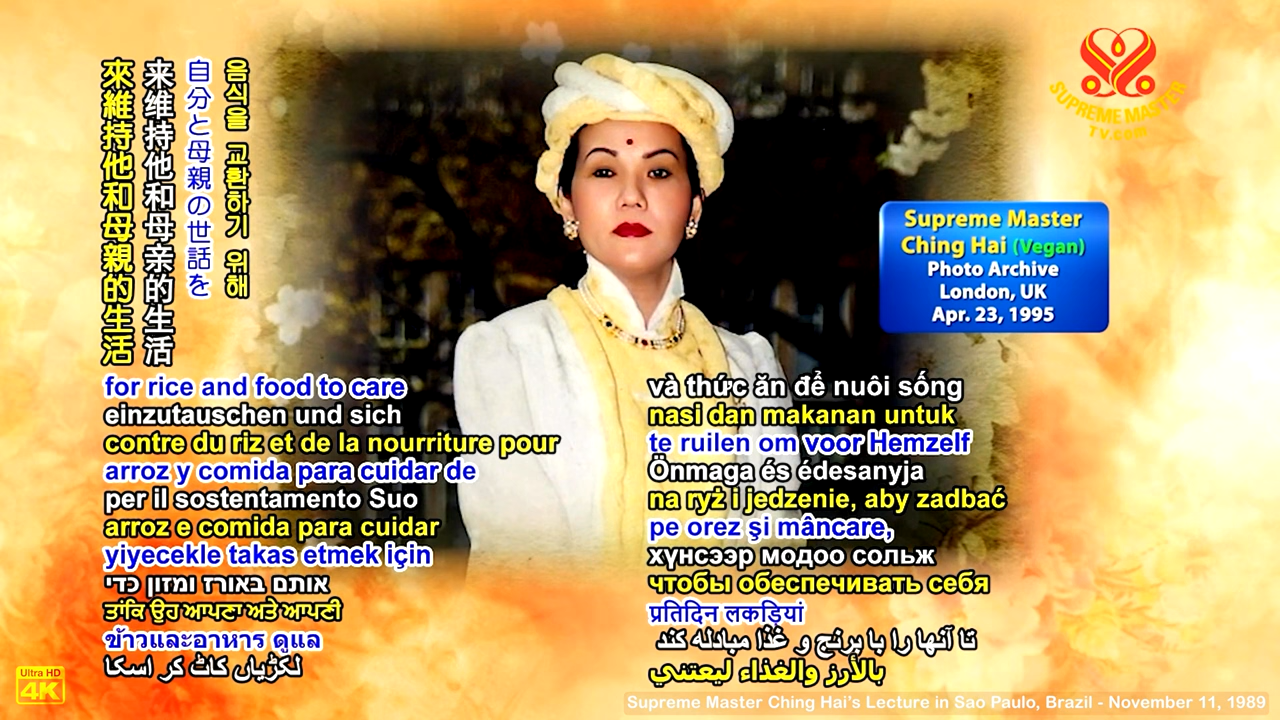 來維持他和母親的生活
来维持他和母亲的生活
自分と母親の世話を
음식을 교환하기 위해
SUPREME MASTER
TV.com
Supreme Master
Ching Hai (Vegan)
Photo Archive
London, UK
Apr. 23, 1995
for rice and food to care
einzutauschen und sich
contre du riz et de la nourriture pour
arroz y comida para cuidar de
per il sostentamento Suo
arroz e comida para cuidar
yiyecekle takas etmek için
אותם באורז ומזון כדי
ਤਾਂਕਿ ਉਹ ਆਪਣਾ ਅਤੇ ਆਪਣੀ
ข้าวและอาหาร ดูแล
لکڑیاں کاٹ کر اسکا
và thức ăn để nuôi sống
nasi dan makanan untuk
te ruilen om voor Hemzelf
Önmaga és édesanyja
na ryż i jedzenie, aby zadbać
pe orez şi mâncare,
хүнсээр модоо сольж
чтобы обеспечивать себя
प्रतिदिन लकड़ियां
تا آنها را با برنج و غذا مبادله کند
بالأرز والغذاء ليعتني
Ultra HD
4K
Supreme Master Ching Hai's Lecture in Sao Paulo, Brazil - November 11, 1989